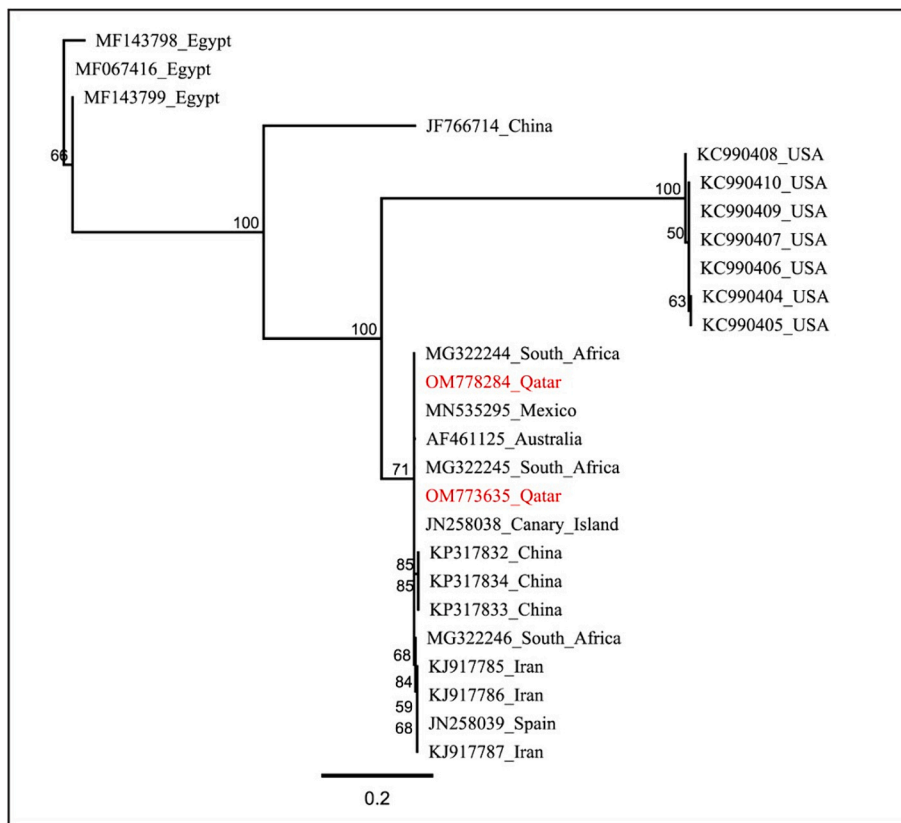 MF143798_Egypt
MF067416_Egypt
MF143799_Egypt
66
JF766714_China
KC990408_USA
KC990410_USA
100
KC990409_USA
100
KC990407_USA
50
KC990406_USA
KC990404_USA
63
KC990405_USA
100
MG322244_South_Africa
OM778284_Qatar
MN535295_Mexico
AF461125_Australia
MG322245_South_Africa
71
OM773635_Qatar
JN258038_Canary_Island
KP317832_China
85
KP317834_China
85
KP317833_China
MG322246_South_Africa
68
KJ917785_Iran
84
KJ917786_Iran
59
JN258039_Spain
68
KJ917787_Iran
0.2